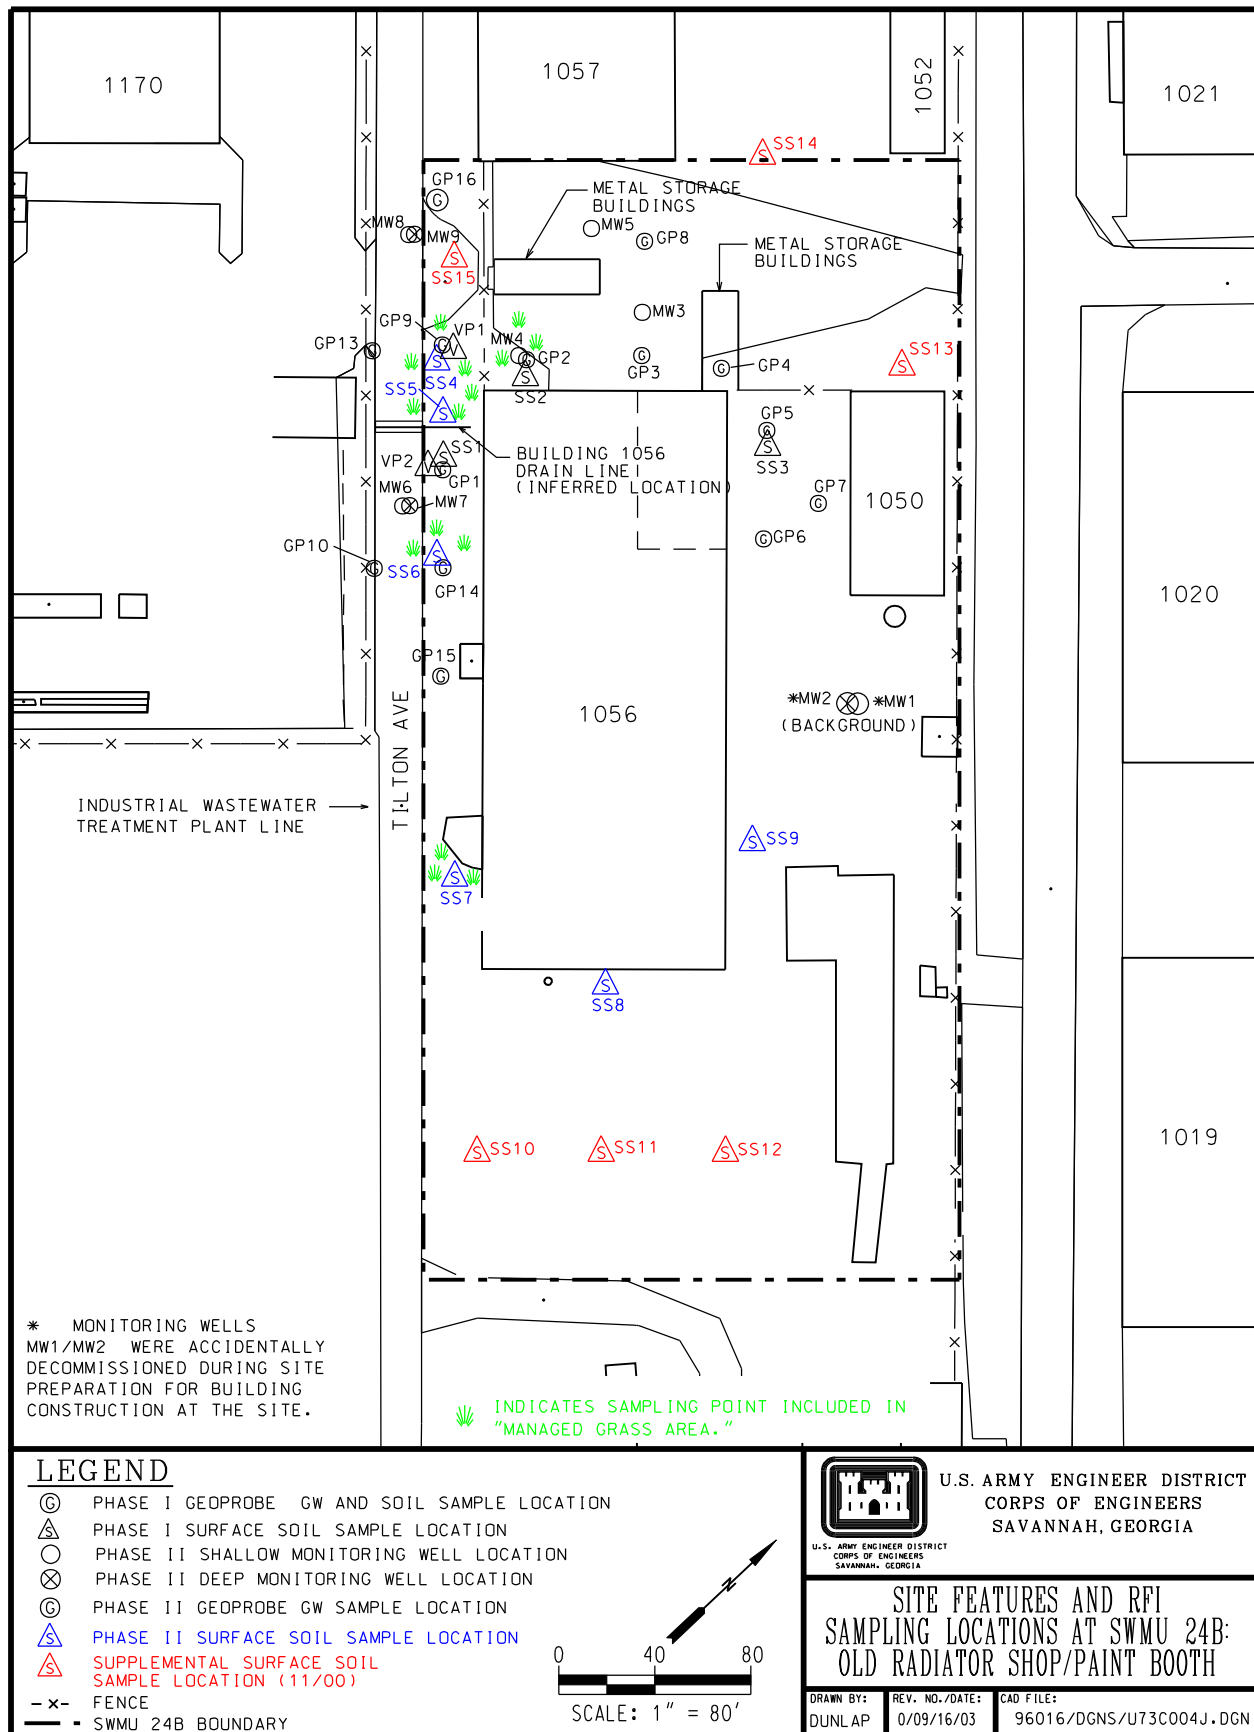 1170
1057
1052
1021
SS14
GP16
METAL STORAGE
BUILDINGS
MW8
MW9
MW5
GP8
METAL STORAGE
BUILDINGS
SS15
MW3
GP9
VP1
GP13
MW4
GP2
GP3
GP4
SS13
SS4
SS5
SS2
GP5
SS1
VP2
GP1
BUILDING 1056
DRAIN LINE
(INFERRED LOCATION)
SS3
MW6
MW7
GP7
1050
GP10
SS6
GP6
GP14
1020
GP15
1056
*MW2
*MW1
(BACKGROUND)
TILTON AVE
INDUSTRIAL WASTEWATER
TREATMENT PLANT LINE
SS9
SS7
SS8
SS10
SS11
SS12
1019
* MONITORING WELLS
MW1/MW2 WERE ACCIDENTALLY
DECOMMISSIONED DURING SITE
PREPARATION FOR BUILDING
CONSTRUCTION AT THE SITE.
INDICATES SAMPLING POINT INCLUDED IN
"MANAGED GRASS AREA."
LEGEND
G PHASE I GEOPROBE GW AND SOIL SAMPLE LOCATION
S PHASE I SURFACE SOIL SAMPLE LOCATION
PHASE II SHALLOW MONITORING WELL LOCATION
PHASE II DEEP MONITORING WELL LOCATION
G PHASE II GEOPROBE GW SAMPLE LOCATION
S PHASE II SURFACE SOIL SAMPLE LOCATION
S SUPPLEMENTAL SURFACE SOIL
SAMPLE LOCATION (11/00)
-x- FENCE
SWMU 24B BOUNDARY
N
0 40 80
SCALE: 1" = 80'
U.S. ARMY ENGINEER DISTRICT
CORPS OF ENGINEERS
SAVANNAH, GEORGIA
U.S. ARMY ENGINEER DISTRICT
CORPS OF ENGINEERS
SAVANNAH, GEORGIA
SITE FEATURES AND RFI
SAMPLING LOCATIONS AT SWMU 24B:
OLD RADIATOR SHOP/PAINT BOOTH
DRAWN BY:
DUNLAP
REV. NO./DATE:
0/09/16/03
CAD FILE:
96016/DGNS/U73C004J.DGN